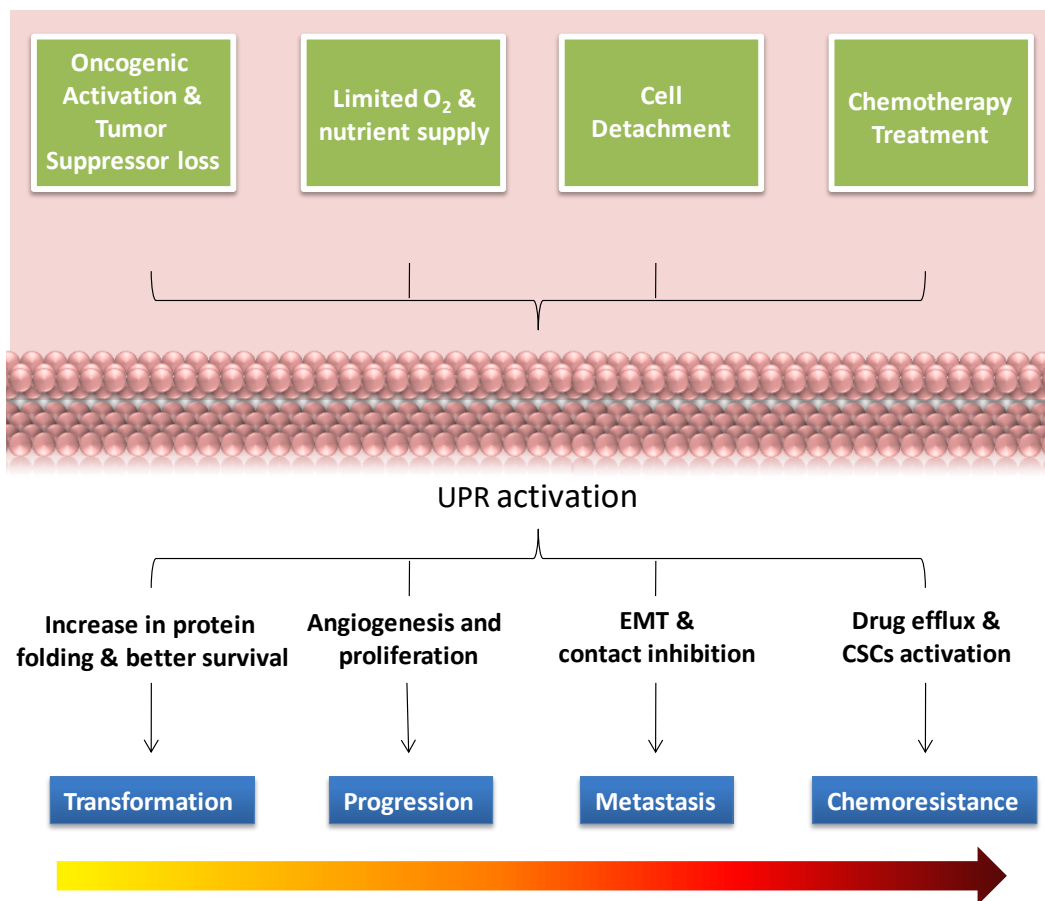 Oncogenic
Activation &
Tumor
Suppressor loss
Limited O₂ &
nutrient supply
Cell
Detachment
Chemotherapy
Treatment
UPR activation
Increase in protein
folding & better survival
Angiogenesis and
proliferation
EMT &
contact inhibition
Drug efflux &
CSCs activation
Transformation
Progression
Metastasis
Chemoresistance